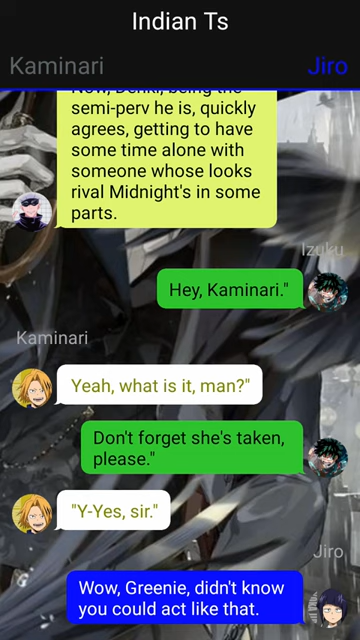 Indian Ts
Kaminari Jiro
Now, Denki, being the
semi-perv he is, quickly
agrees, getting to have
some time alone with
someone whose looks
rival Midnight's in some
parts.
Izuku
Hey, Kaminari."
Kaminari
Yeah, what is it, man?"
Don't forget she's taken,
please."
"Y-Yes, sir."
Jiro
Wow, Greenie, didn't know
you could act like that.